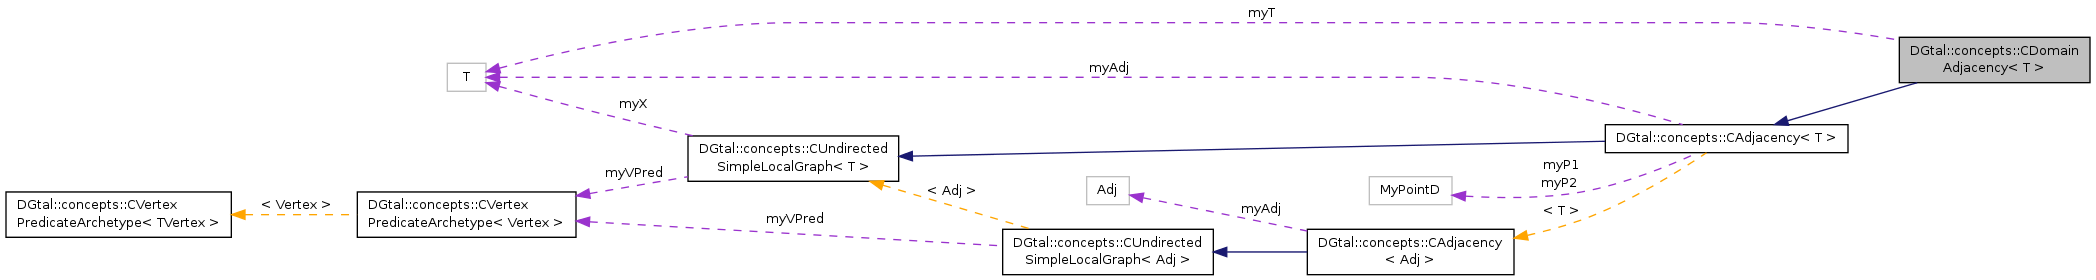 myT
DGtal::concepts::CDomain
Adjacency< T >
T
myAdj
myX
DGtal::concepts::CAdjacency< T >
DGtal::concepts::CUndirected
SimpleLocalGraph< T >
myP1
myP2
myVPred
< Adj >
Adj
MyPointD
DGtal::concepts::CVertex
PredicateArchetype< TVertex >
< Vertex >
DGtal::concepts::CVertex
PredicateArchetype< Vertex >
myVPred
myAdj
< T >
DGtal::concepts::CUndirected
SimpleLocalGraph< Adj >
DGtal::concepts::CAdjacency
< Adj >